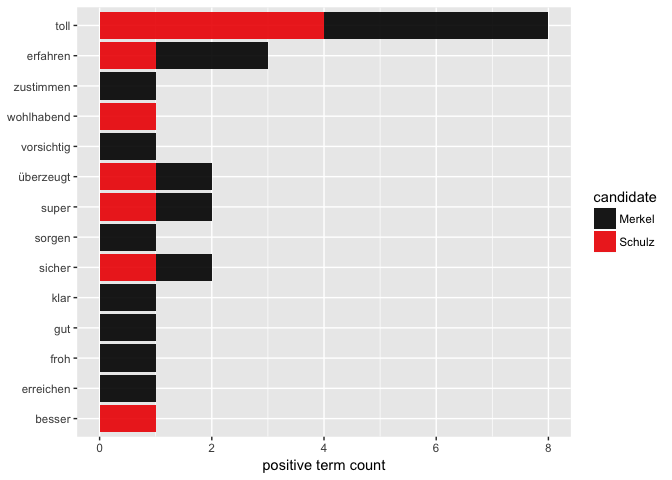 toll
erfahren
zustimmen
wohlhabend
vorsichtig
überzeugt
super
sorgen
sicher
klar
gut
froh
erreichen
besser
0 2 4 6 8
positive term count
candidate
Merkel
Schulz